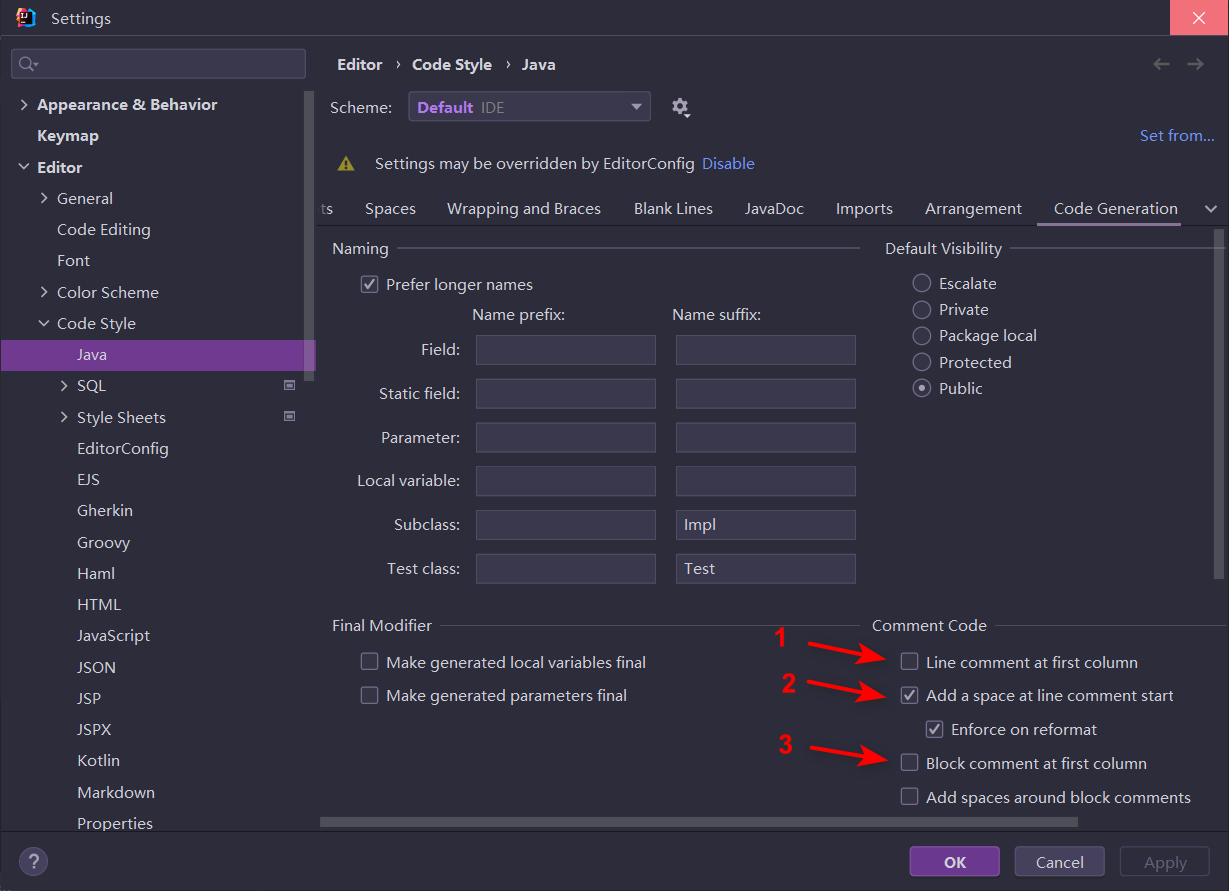 Settings
Editor › Code Style › Java
Appearance & Behavior
Keymap
Editor
General
Code Editing
Font
Color Scheme
Code Style
Java
SQL
Style Sheets
EditorConfig
EJS
Gherkin
Groovy
Haml
HTML
JavaScript
JSON
JSP
JSPX
Kotlin
Markdown
Properties
Scheme: Default IDE
Set from...
Settings may be overridden by EditorConfig Disable
ts Spaces Wrapping and Braces Blank Lines JavaDoc Imports Arrangement Code Generation
Naming
Prefer longer names
Name prefix: Name suffix:
Field:
Static field:
Parameter:
Local variable:
Subclass: Impl
Test class: Test
Default Visibility
Escalate
Private
Package local
Protected
Public
Final Modifier
Make generated local variables final
Make generated parameters final
Comment Code
1 Line comment at first column
2 Add a space at line comment start
Enforce on reformat
3 Block comment at first column
Add spaces around block comments
? OK Cancel Apply